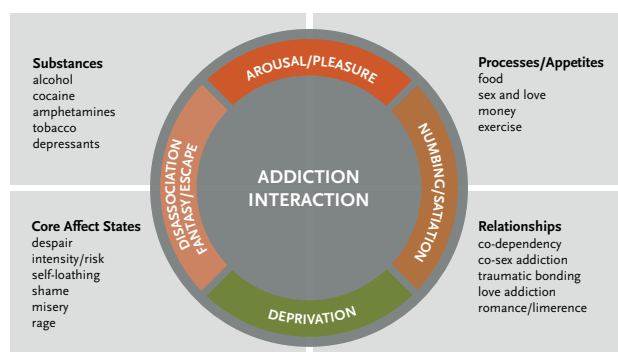 Substances
alcohol
cocaine
amphetamines
tobacco
depressants
Processes/Appetites
food
sex and love
money
exercise
AROUSAL/PLEASURE
NUMBING/SATIATION
DISASSOCIATION
FANTASY/ESCAPE
ADDICTION
INTERACTION
DEPRIVATION
Core Affect States
despair
intensity/risk
self-loathing
shame
misery
rage
Relationships
co-dependency
co-sex addiction
traumatic bonding
love addiction
romance/limerence